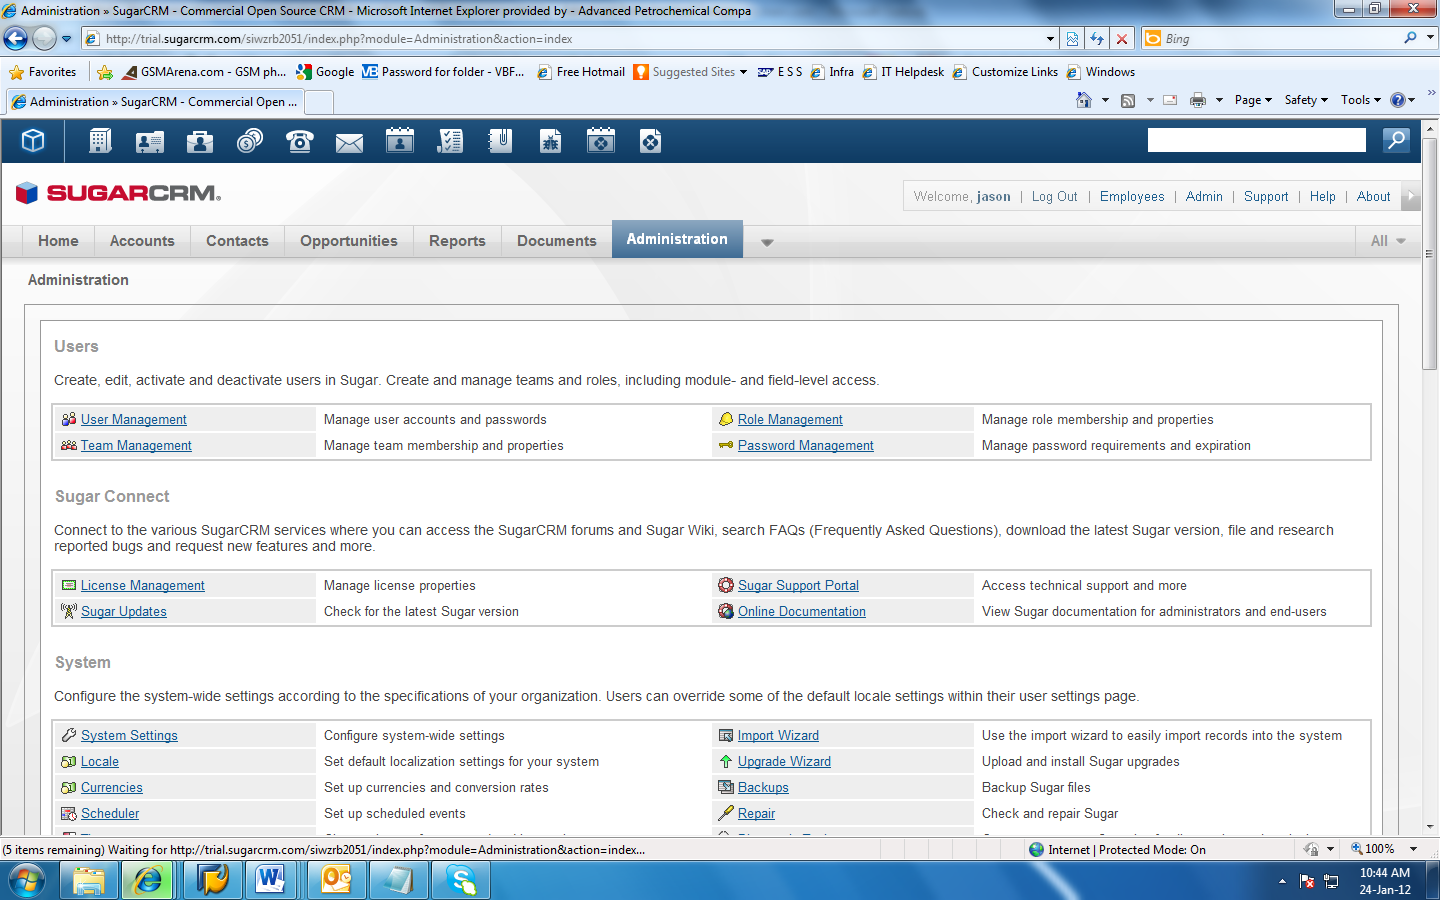 Administration » SugarCRM - Commercial Open Source CRM - Microsoft Internet Explorer provided by - Advanced Petrochemical Compa
http://trial.sugarcrm.com/siwzrb2051/index.php?module=Administration&action=index
Bing
Favorites GSMArena.com - GSM ph... Google Password for folder - VBF... Free Hotmail Suggested Sites E S S Infra IT Helpdesk Customize Links Windows
Administration » SugarCRM - Commercial Open ...
Page Safety Tools
SUGARCRM.
Welcome, jason | Log Out | Employees | Admin | Support | Help | About
Home Accounts Contacts Opportunities Reports Documents Administration All
Administration
Users
Create, edit, activate and deactivate users in Sugar. Create and manage teams and roles, including module- and field-level access.
User Management Manage user accounts and passwords Role Management Manage role membership and properties
Team Management Manage team membership and properties Password Management Manage password requirements and expiration
Sugar Connect
Connect to the various SugarCRM services where you can access the SugarCRM forums and Sugar Wiki, search FAQs (Frequently Asked Questions), download the latest Sugar version, file and research
reported bugs and request new features and more.
License Management Manage license properties Sugar Support Portal Access technical support and more
Sugar Updates Check for the latest Sugar version Online Documentation View Sugar documentation for administrators and end-users
System
Configure the system-wide settings according to the specifications of your organization. Users can override some of the default locale settings within their user settings page.
System Settings Configure system-wide settings Import Wizard Use the import wizard to easily import records into the system
Locale Set default localization settings for your system Upgrade Wizard Upload and install Sugar upgrades
Currencies Set up currencies and conversion rates Backups Backup Sugar files
Scheduler Set up scheduled events Repair Check and repair Sugar
(5 items remaining) Waiting for http://trial.sugarcrm.com/siwzrb2051/index.php?module=Administration&action=index...
Internet | Protected Mode: On
100%
10:44 AM
24-Jan-12